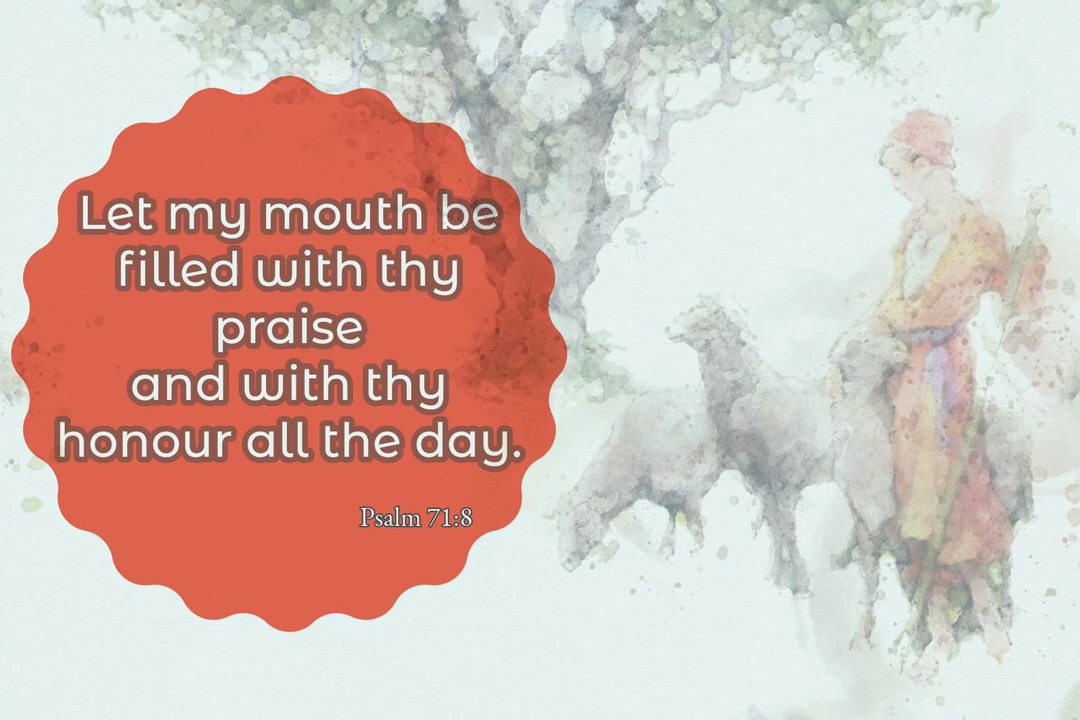 Let my mouth be
filled with thy
praise
and with thy
honour all the day.
Psalm 71:8